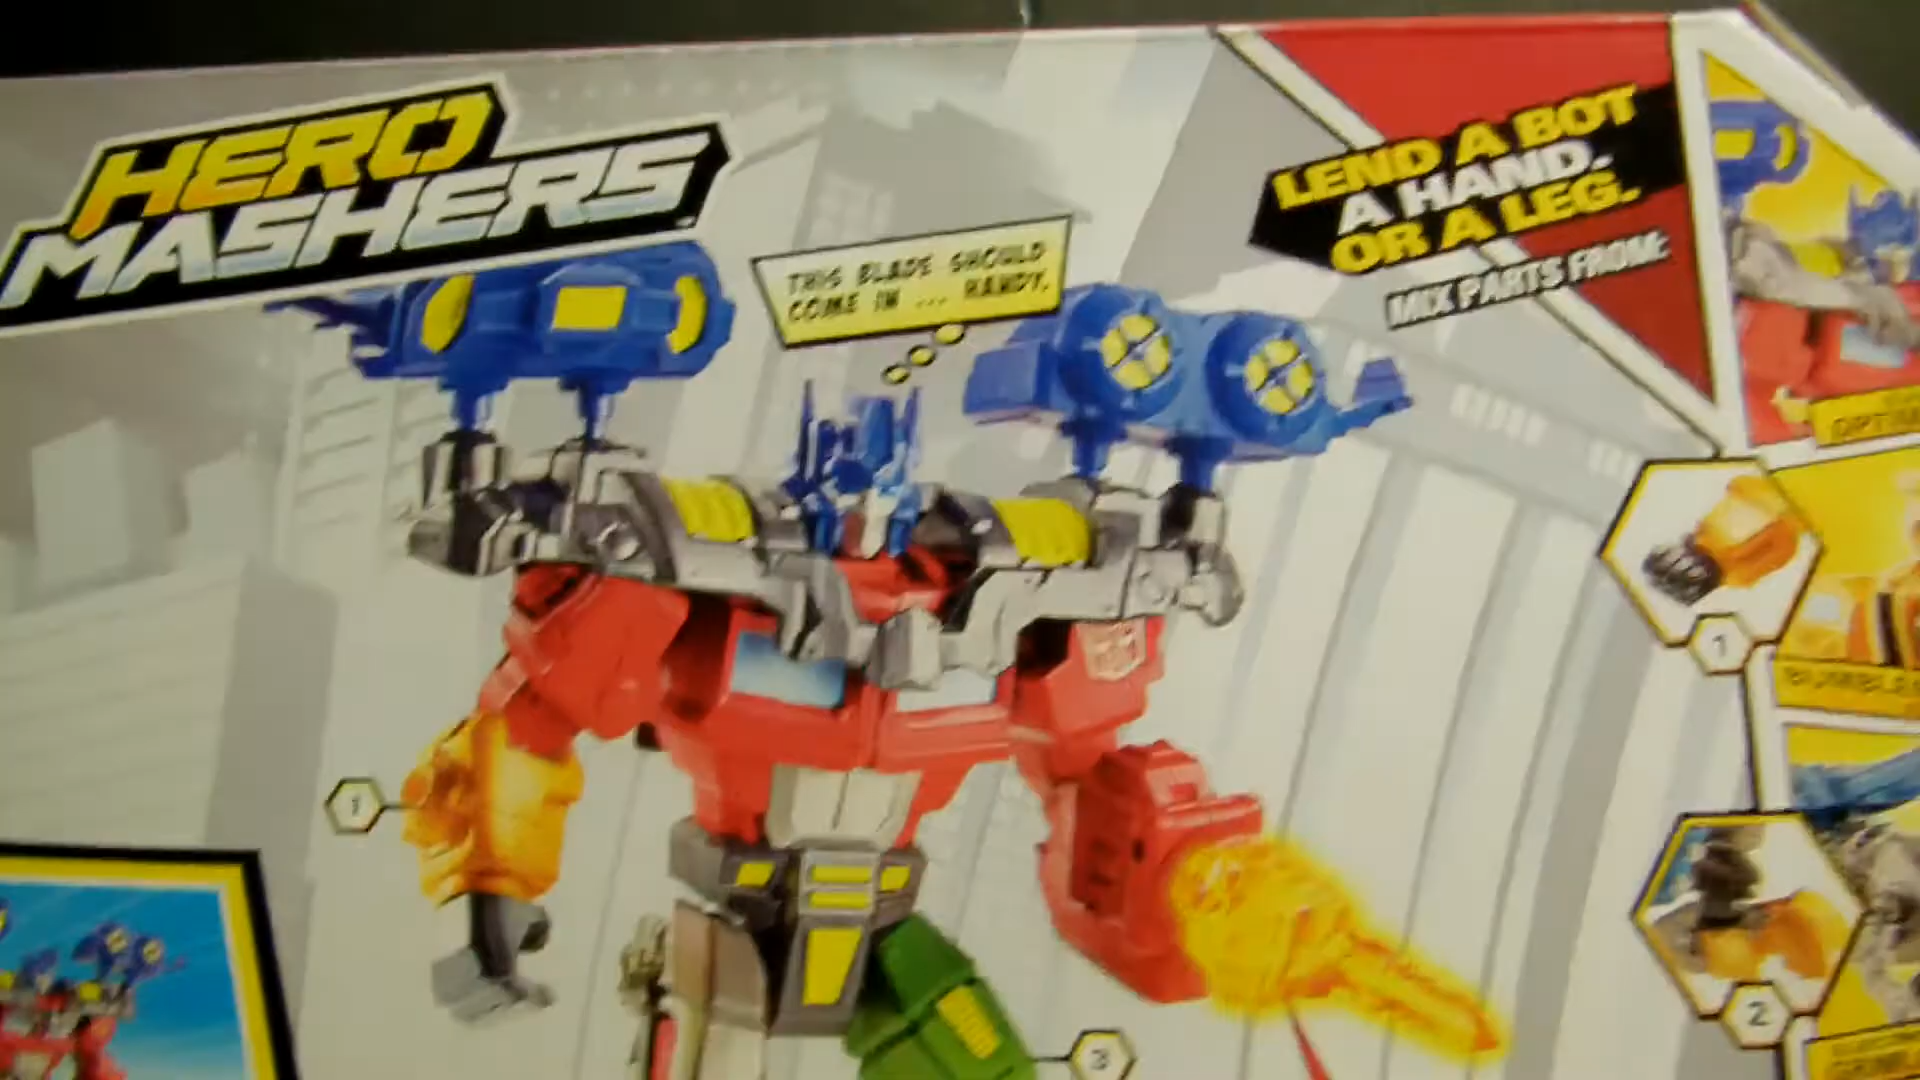 HERO
MASHERS
THIS BLADE SHOULD
COME IN ... HANDY.
LEND A BOT
A HAND.
OR A LEG.
MIX PARTS FROM:
1
1
2
3